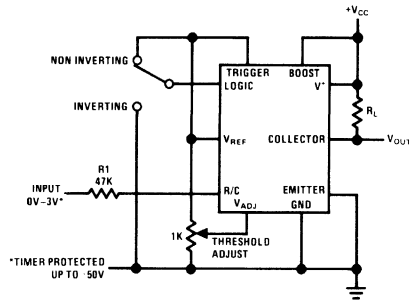 +VCC
NON INVERTING
TRIGGER
BOOST
LOGIC
V+
RL
INVERTING
VREF
COLLECTOR
VOUT
R1
47K
INPUT
0V–3V*
R/C
EMITTER
VADJ
GND
1K
THRESHOLD
ADJUST
*TIMER PROTECTED
UP TO ·50V